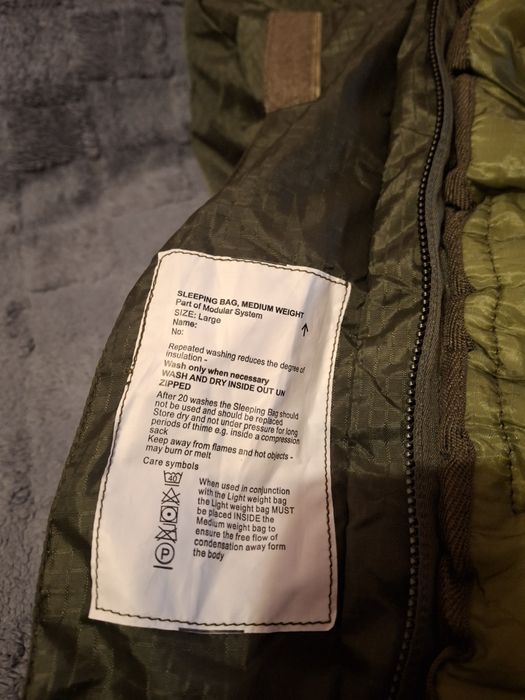 SLEEPING BAG, MEDIUM WEIGHT
Part of Modular System
SIZE: Large
Name:
No:
Repeated washing reduces the degree of
insulation -
Wash only when necessary
WASH AND DRY INSIDE OUT UN
ZIPPED
After 20 washes the Sleeping Bag should
not be used and should be replaced
Store dry and not under pressure for long
periods of thime e.g. inside a compression
sack
Keep away from flames and hot objects -
may burn or melt
Care symbols
40
P
When used in conjunction
with the Light weight bag
the Light weight bag MUST
be placed INSIDE the
Medium weight bag to
ensure the free flow of
condensation away form
the body